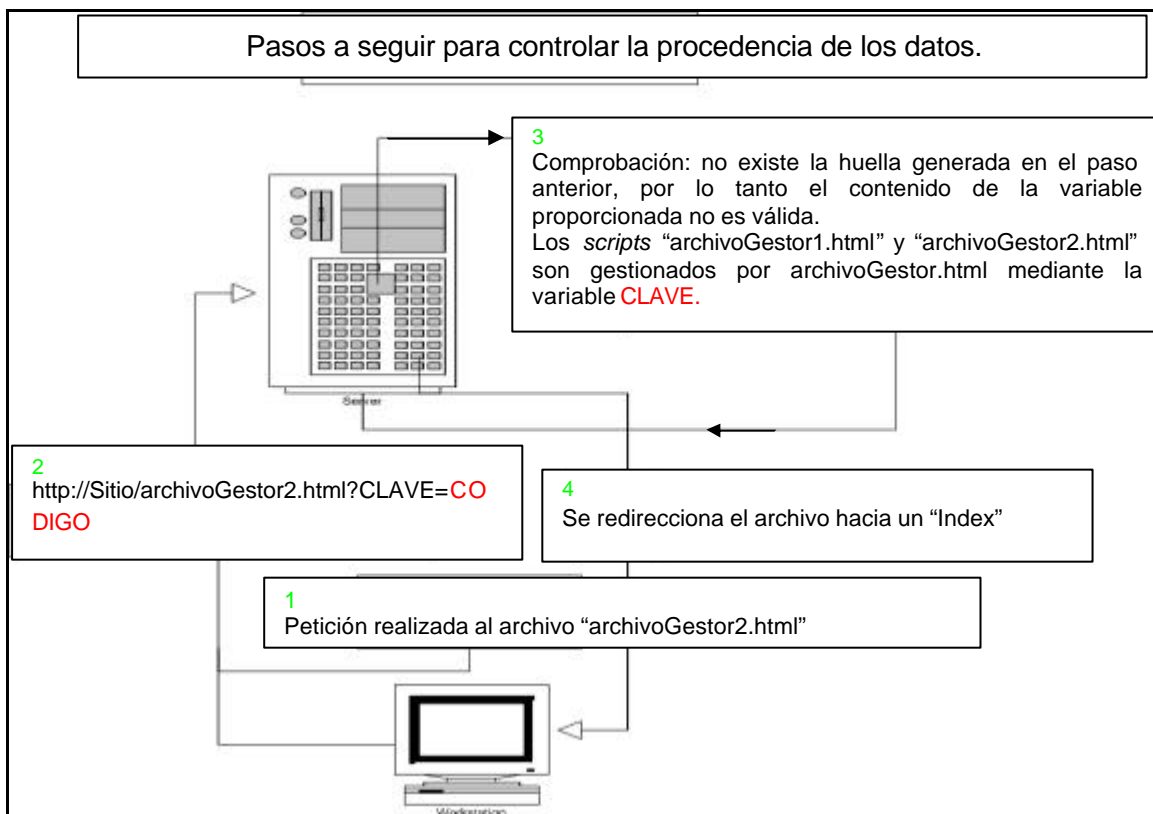 Pasos a seguir para controlar la procedencia de los datos.
3
Comprobación: no existe la huella generada en el paso
anterior, por lo tanto el contenido de la variable
proporcionada no es válida.
Los scripts “archivoGestor1.html” y “archivoGestor2.html”
son gestionados por archivoGestor.html mediante la
variable CLAVE.
Server
2
http://Sitio/archivoGestor2.html?CLAVE=CO
DIGO
4
Se redirecciona el archivo hacia un “Index”
1
Petición realizada al archivo “archivoGestor2.html”
Workstation